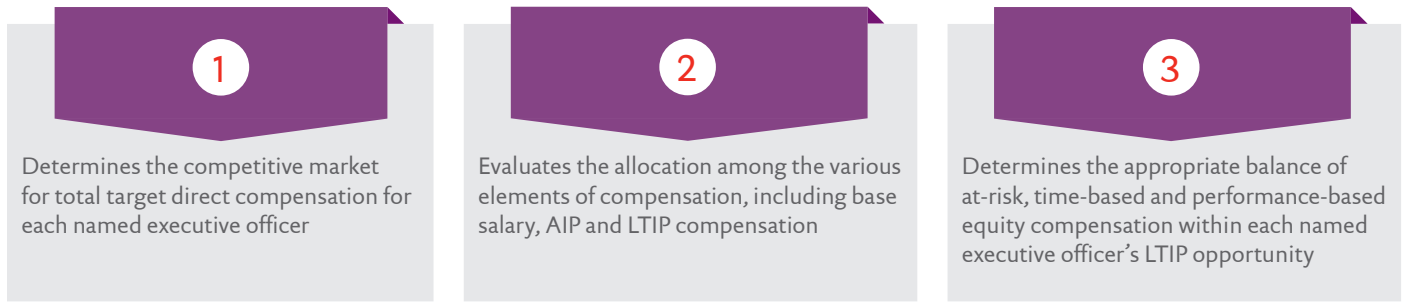 1
Determines the competitive market
for total target direct compensation for
each named executive officer
2
Evaluates the allocation among the various
elements of compensation, including base
salary, AIP and LTIP compensation
3
Determines the appropriate balance of
at-risk, time-based and performance-based
equity compensation within each named
executive officer’s LTIP opportunity